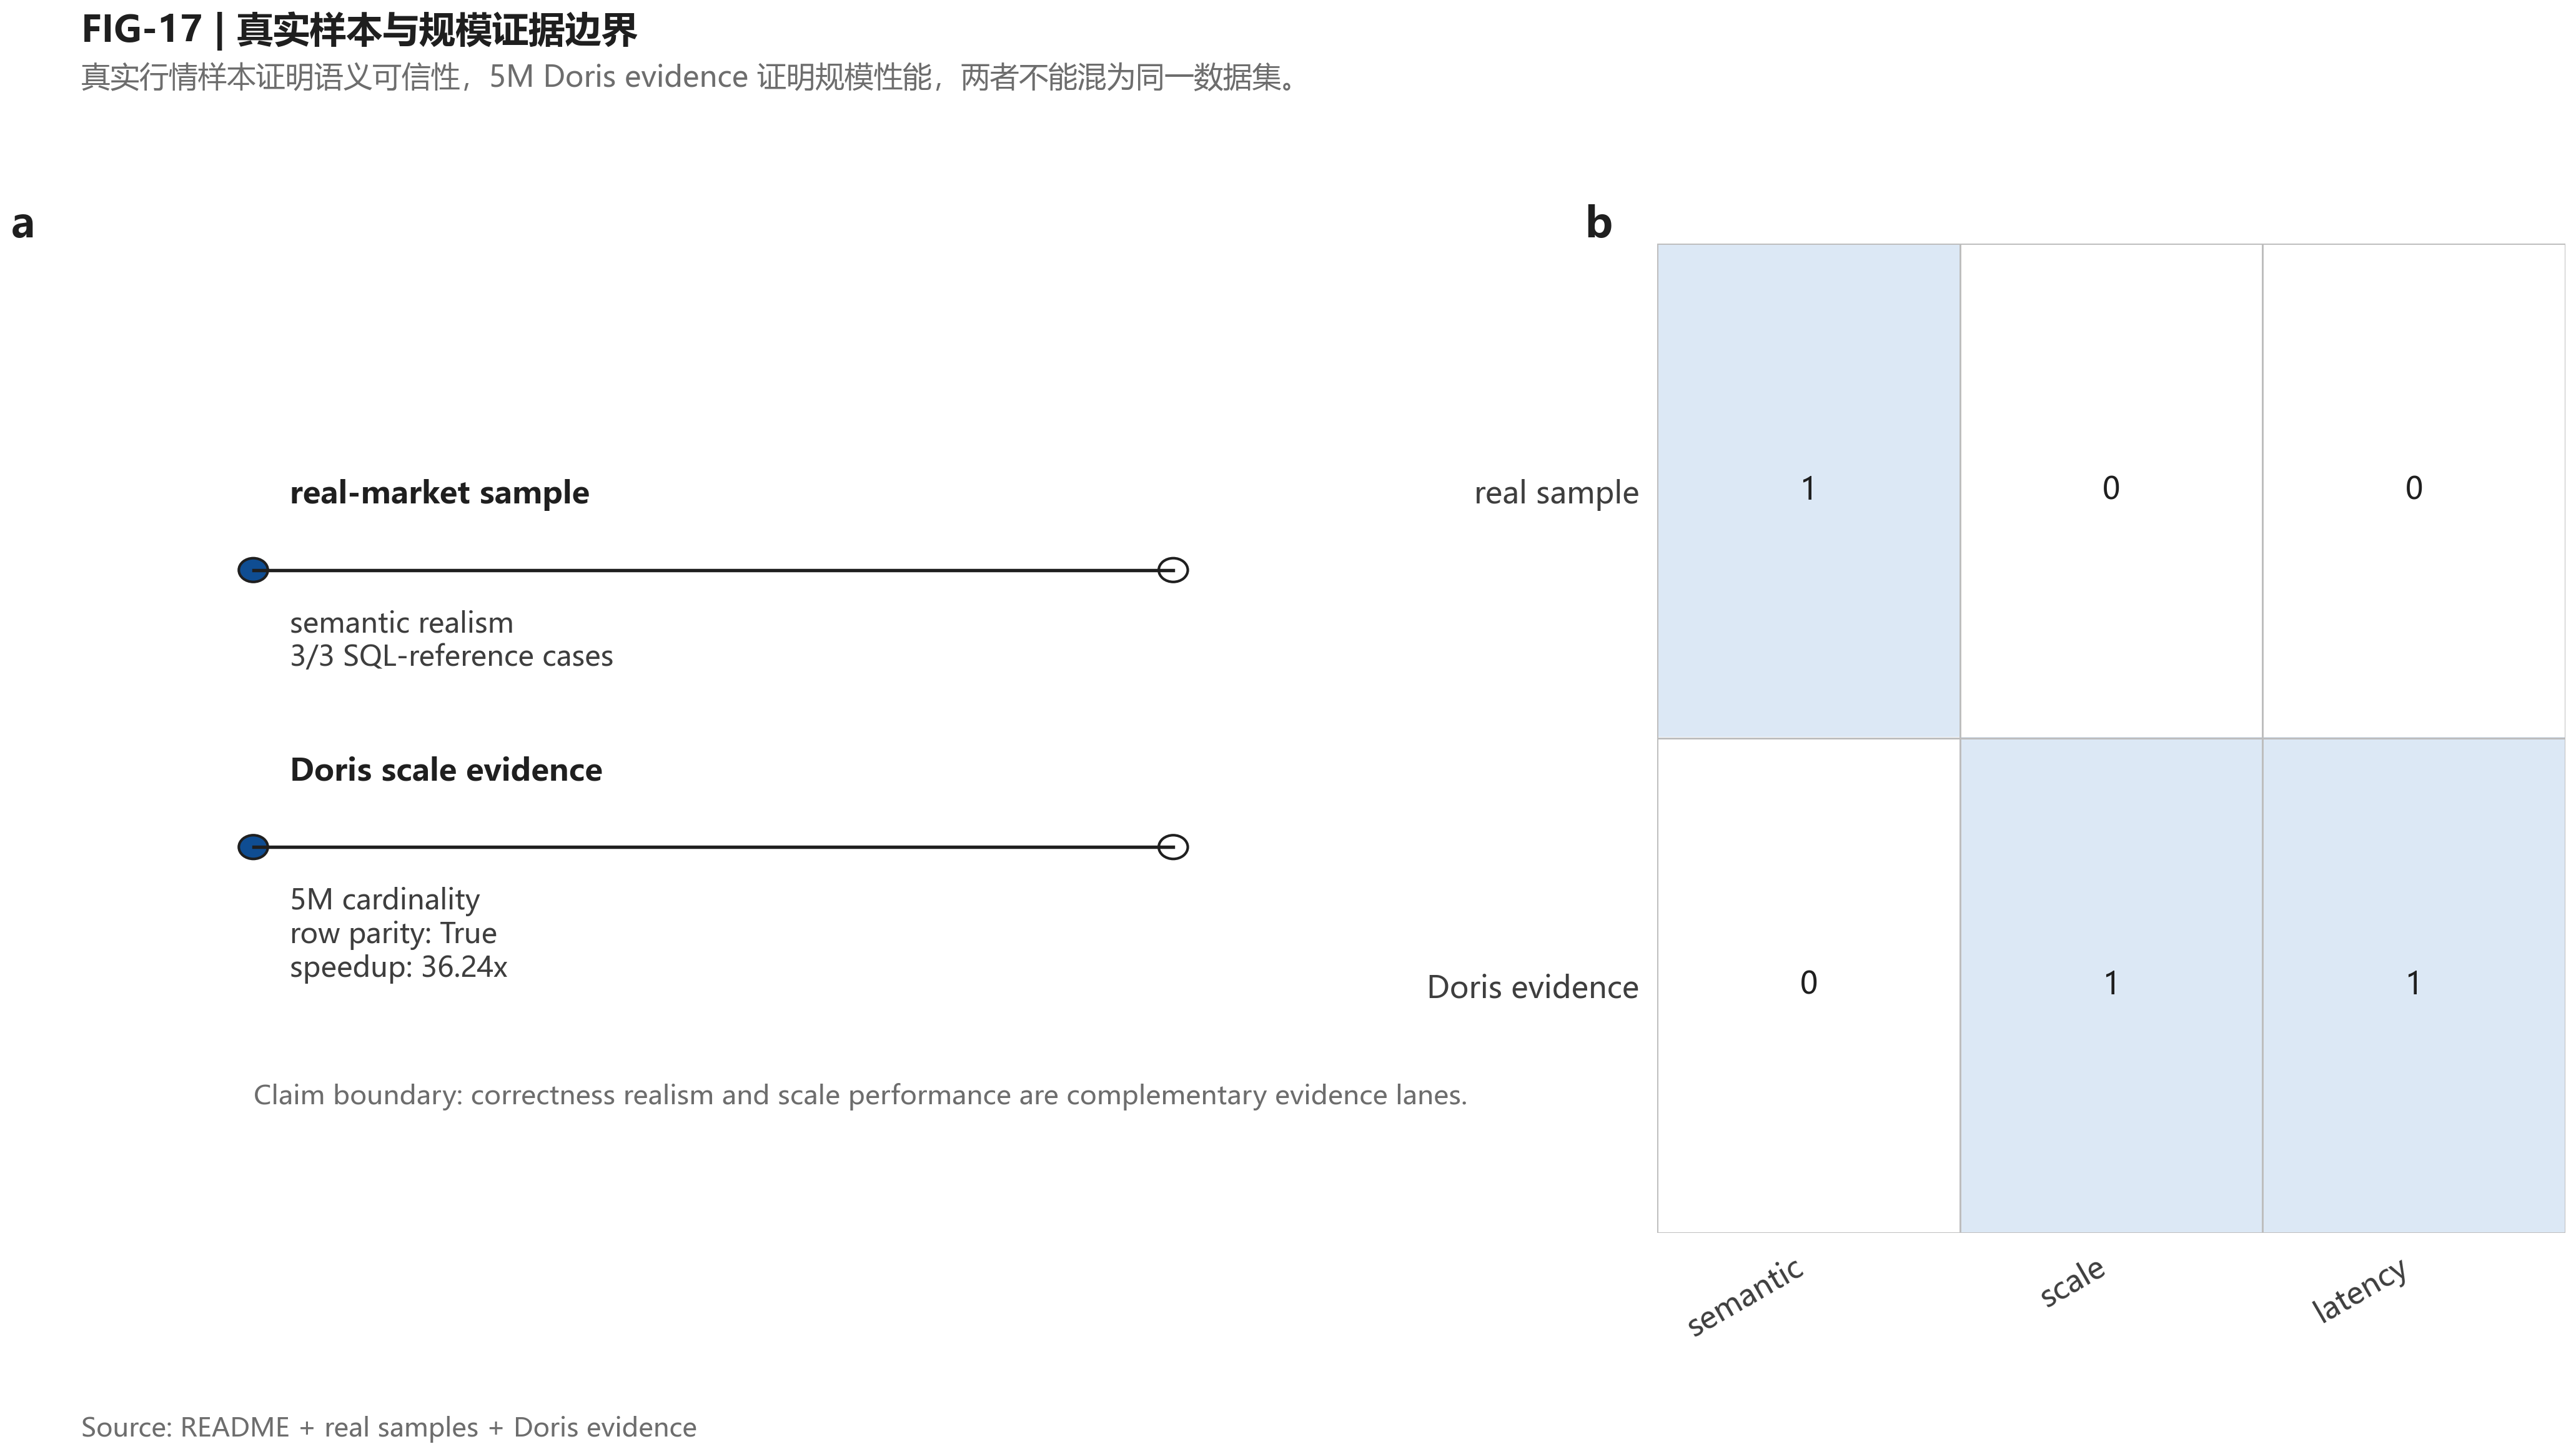 FIG-17 | 真实样本与规模证据边界
真实行情样本证明语义可信性，5M Doris evidence 证明规模性能，两者不能混为同一数据集。
a
real-market sample
semantic realism
3/3 SQL-reference cases
Doris scale evidence
5M cardinality
row parity: True
speedup: 36.24x
Claim boundary: correctness realism and scale performance are complementary evidence lanes.
b
real sample
1
0
0
Doris evidence
0
1
1
semantic
scale
latency
Source: README + real samples + Doris evidence